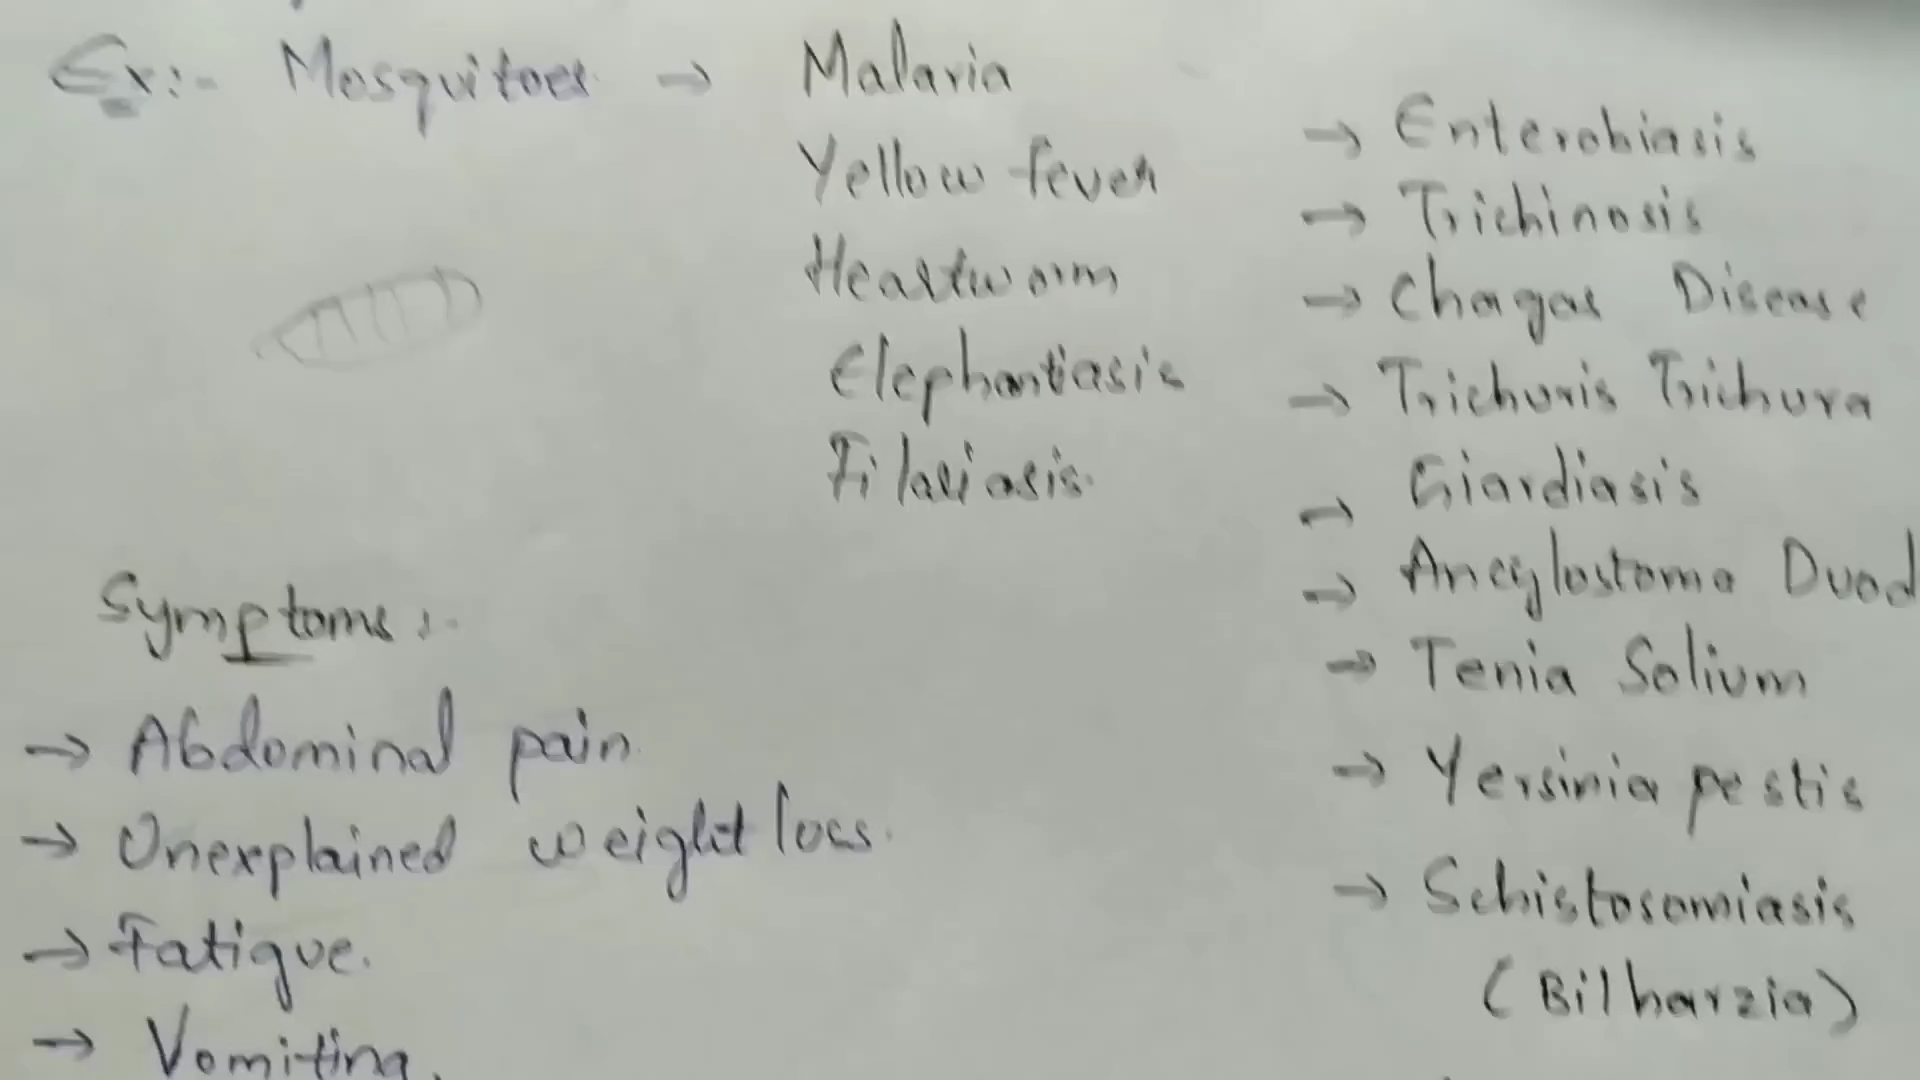 Ex:- Mosquitoes → Malaria
Yellow fever
Heartworm
Elephantiasis
Filariasis.
→ Enterobiasis
→ Trichinosis
→ Chagas Disease
→ Trichuris Trichura
→ Giardiasis
→ Ancylostoma Duod
→ Tenia Solium
→ Yersinia pestis
→ Schistosomiasis
(Bilharzia)
Symptoms:-
→ Abdominal pain.
→ Unexplained weight loss.
→ Fatigue.
→ Vomiting.